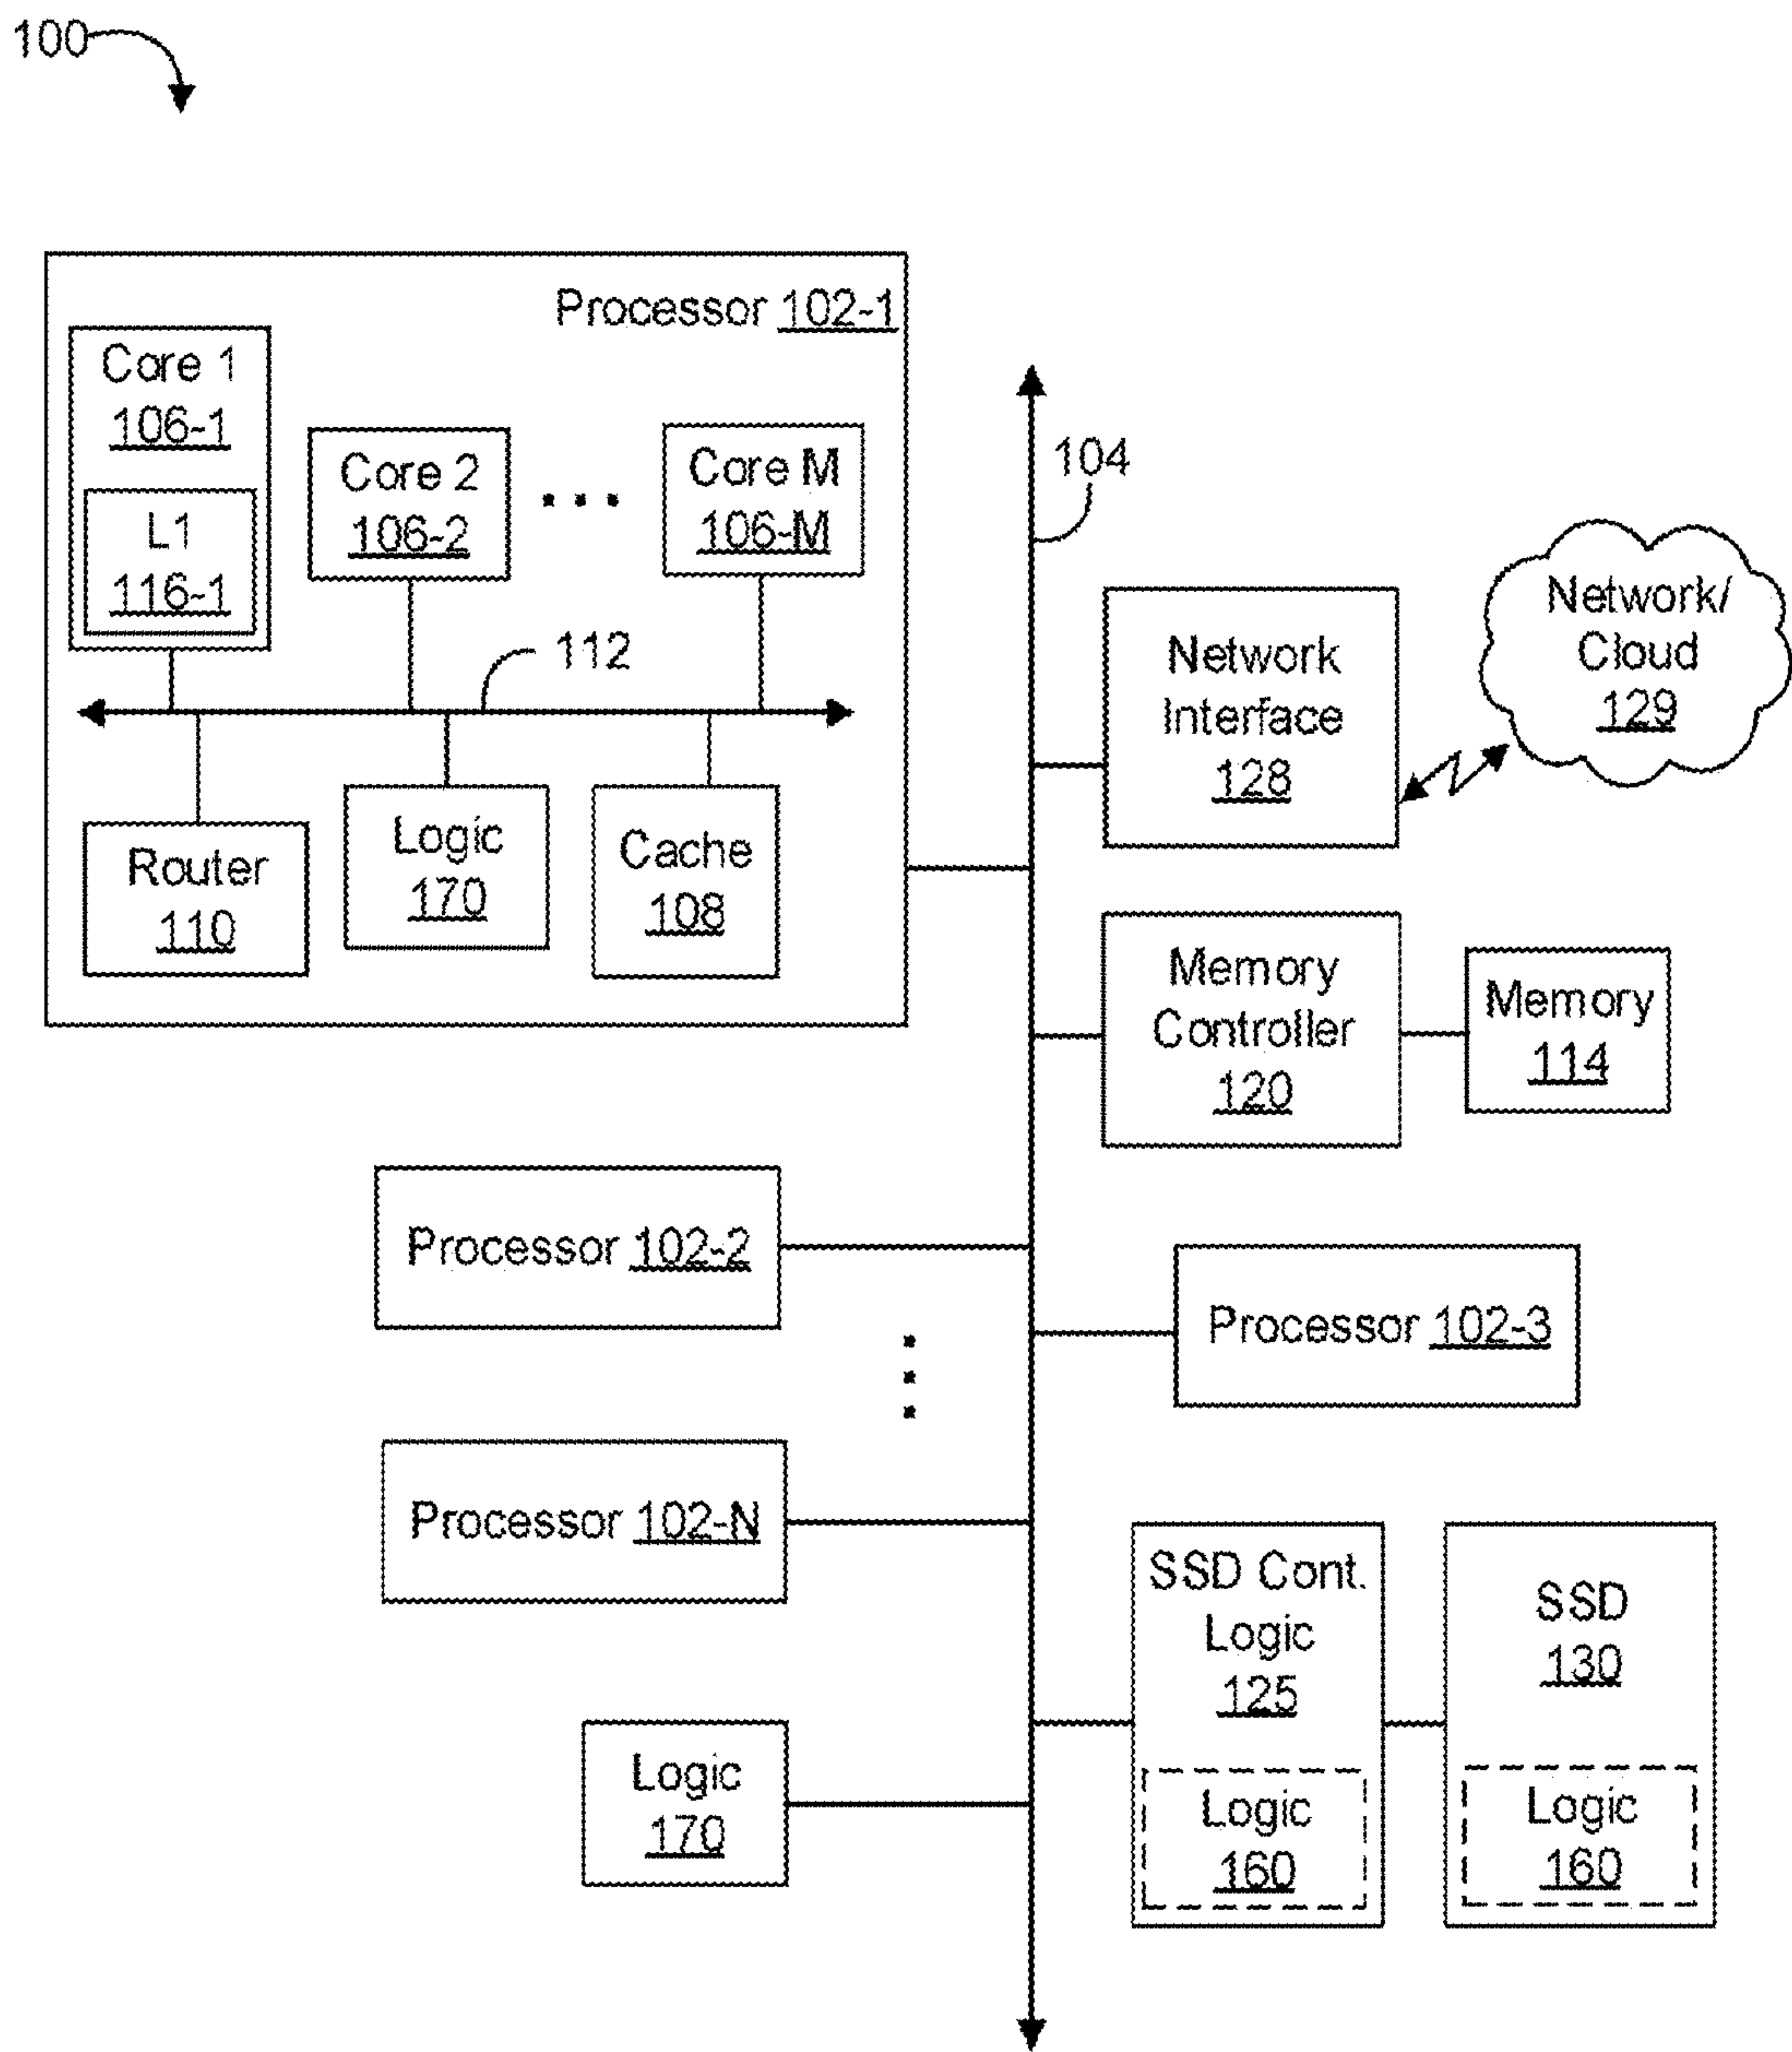 100
Processor 102-1
Core 1
106-1
L1
116-1
Core 2
106-2
Core M
106-M
112
Router
110
Logic
170
Cache
108
104
Network
Interface
128
Network/
Cloud
129
Memory
Controller
120
Memory
114
Processor 102-2
Processor 102-3
Processor 102-N
SSD Cont.
Logic
125
Logic
160
SSD
130
Logic
160
Logic
170